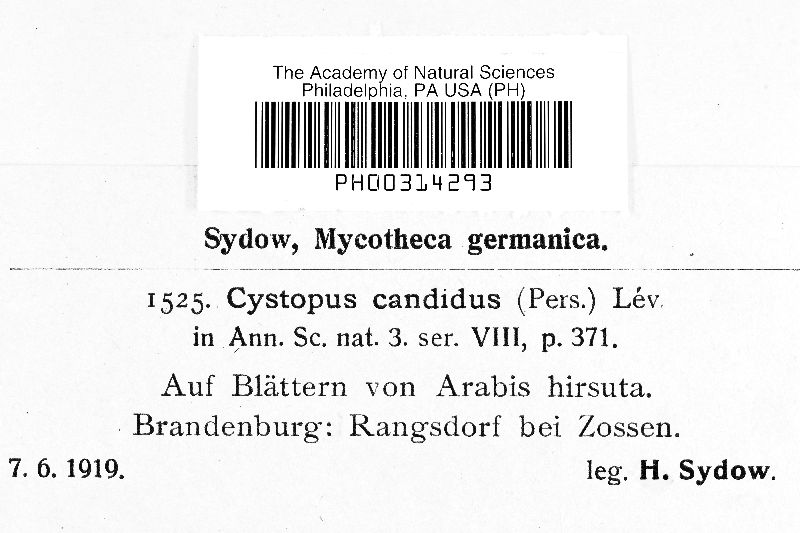 The Academy of Natural Sciences
Philadelphia, PA USA (PH)
PH00314293
Sydow, Mycotheca germanica.
1525. Cystopus candidus (Pers.) Lév.
in Ann. Sc. nat. 3. ser. VIII, p. 371.
Auf Blättern von Arabis hirsuta.
Brandenburg: Rangsdorf bei Zossen.
7. 6. 1919. leg. H. Sydow.